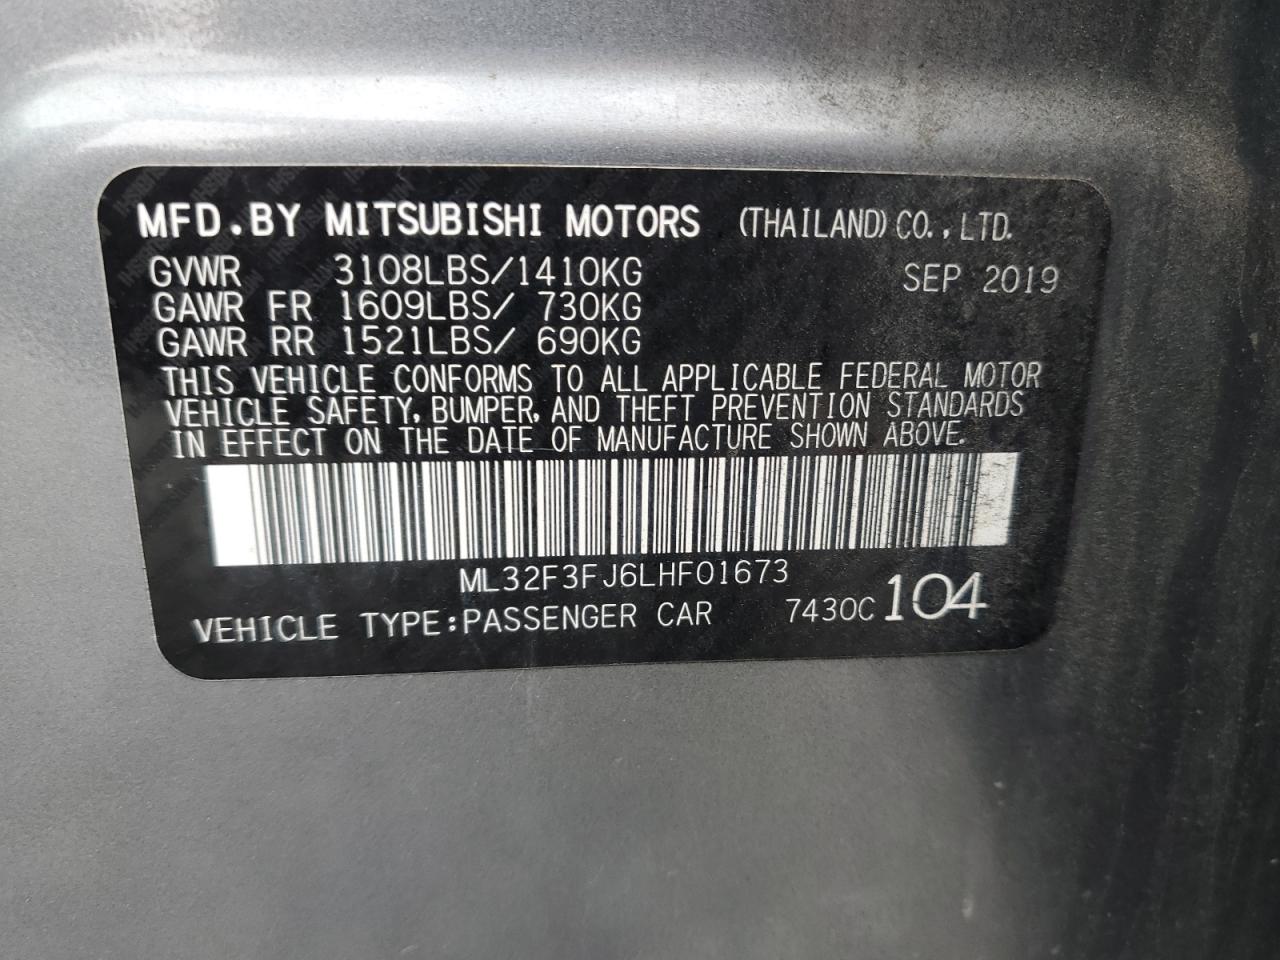 MFD.BY MITSUBISHI MOTORS (THAILAND)CO.,LTD.
GVWR 3108LBS/1410KG SEP 2019
GAWR FR 1609LBS/ 730KG
GAWR RR 1521LBS/ 690KG
THIS VEHICLE CONFORMS TO ALL APPLICABLE FEDERAL MOTOR
VEHICLE SAFETY, BUMPER, AND THEFT PREVENTION STANDARDS
IN EFFECT ON THE DATE OF MANUFACTURE SHOWN ABOVE.
ML32F3FJ6LHF01673
VEHICLE TYPE:PASSENGER CAR 7430C 104